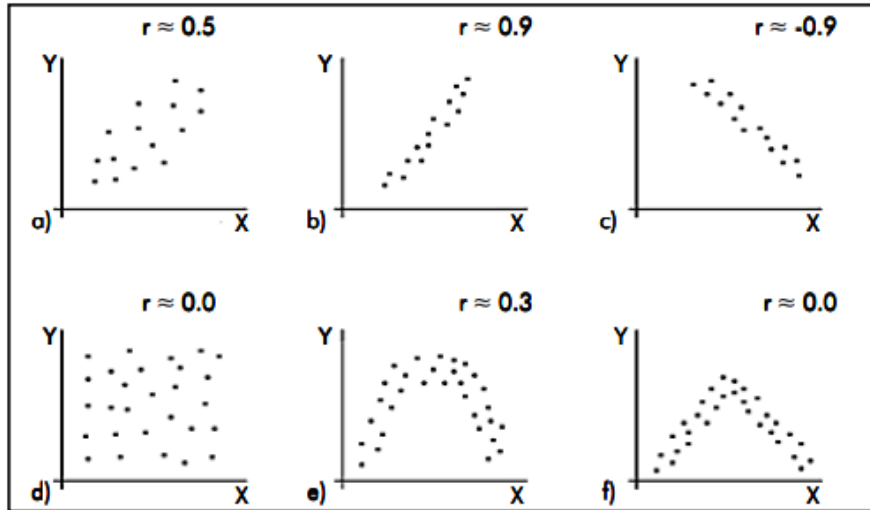 r ≈ 0.5 r ≈ 0.9 r ≈ -0.9
Y Y Y
a) X b) X c) X
r ≈ 0.0 r ≈ 0.3 r ≈ 0.0
Y Y Y
d) X e) X f) X